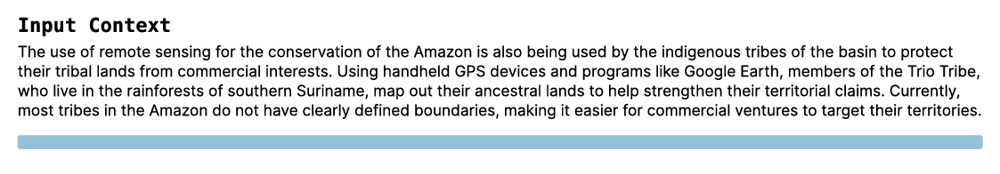 Input Context
The use of remote sensing for the conservation of the Amazon is also being used by the indigenous tribes of the basin to protect
their tribal lands from commercial interests. Using handheld GPS devices and programs like Google Earth, members of the Trio Tribe,
who live in the rainforests of southern Suriname, map out their ancestral lands to help strengthen their territorial claims. Currently,
most tribes in the Amazon do not have clearly defined boundaries, making it easier for commercial ventures to target their territories.